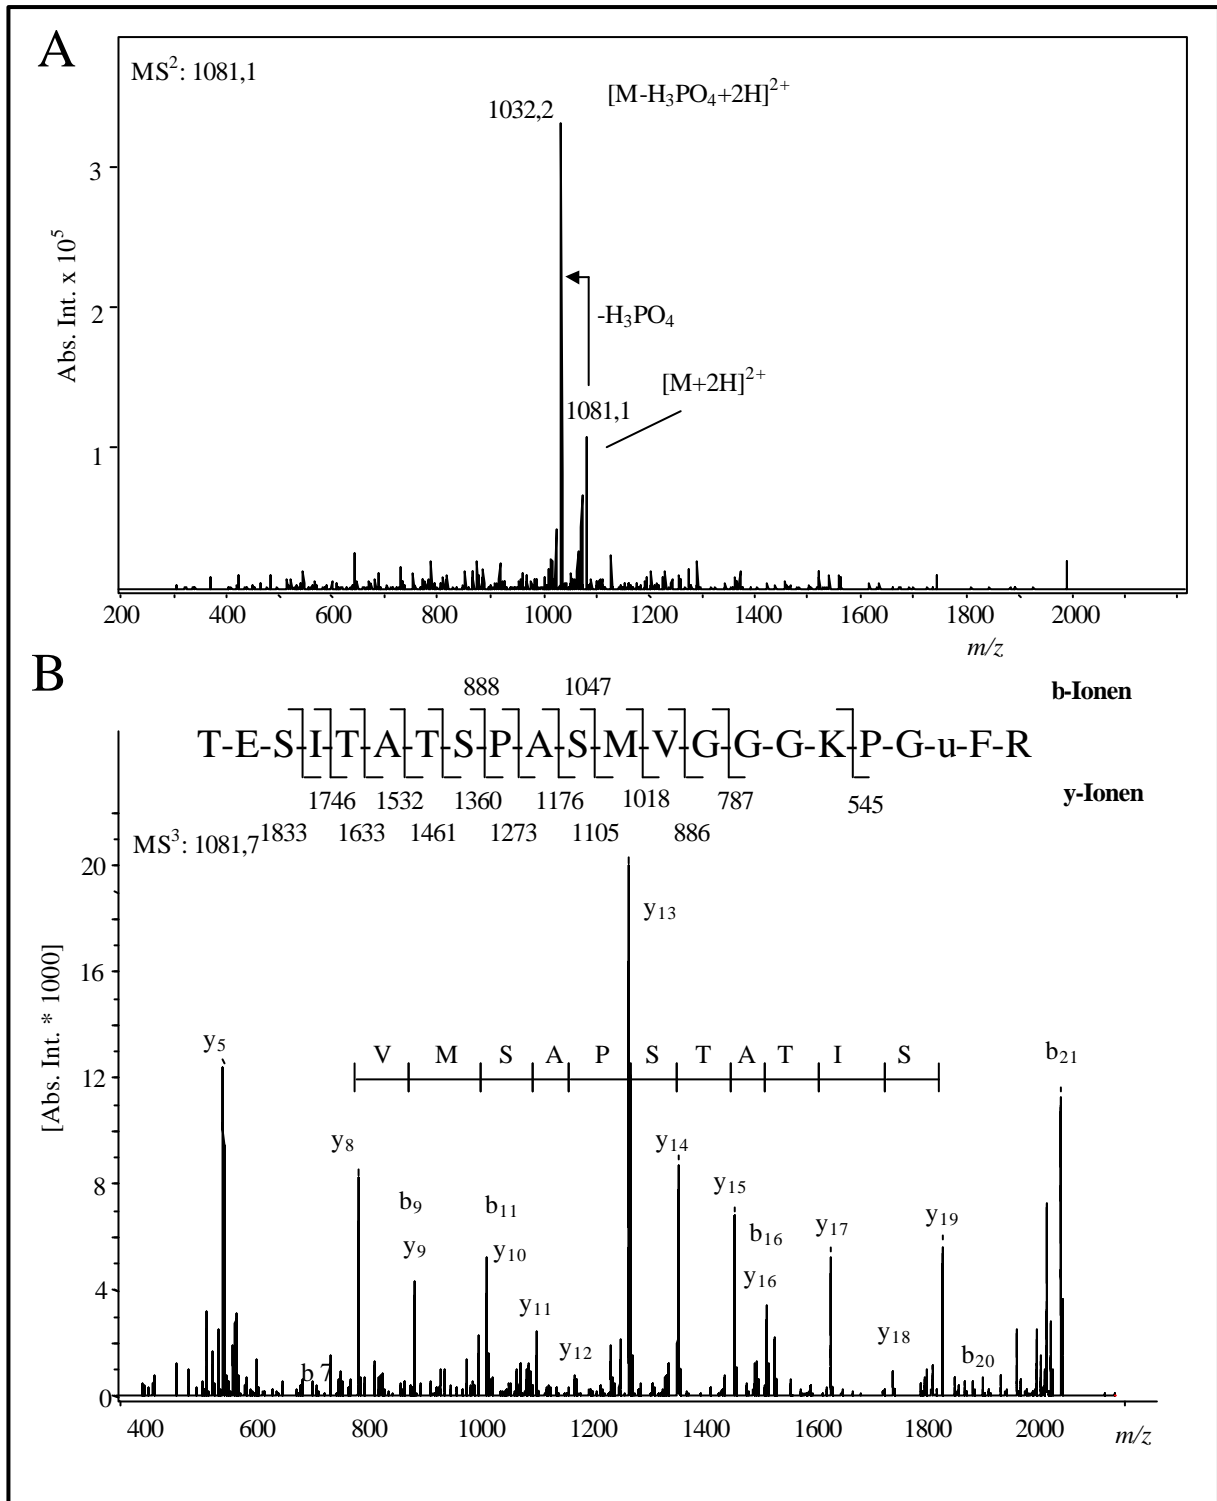 A
MS²: 1081,1
[M-H₃PO₄+2H]²⁺
1032,2
3
Abs. Int. x 10⁵
2
-H₃PO₄
[M+2H]²⁺
1081,1
1
200 400 600 800 1000 1200 1400 1600 1800 2000
m/z
B
888 1047
b-Ionen
T-E-S-I-T-A-T-S-P-A-S-M-V-G-G-G-K-P-G-u-F-R
1746 1532 1360 1176 1018 787 545
y-Ionen
1833 1633 1461 1273 1105 886
MS³: 1081,7
20
y₁₃
16
[Abs. Int. * 1000]
y₅
V M S A P S T A T I S
b₂₁
12
y₈
y₁₄
8
b₉
b₁₁
y₁₅
b₁₆
y₁₇
y₁₉
y₉
y₁₀
y₁₆
4
y₁₁
y₁₂
y₁₈
b₂₀
b 7
0
400 600 800 1000 1200 1400 1600 1800 2000
m/z